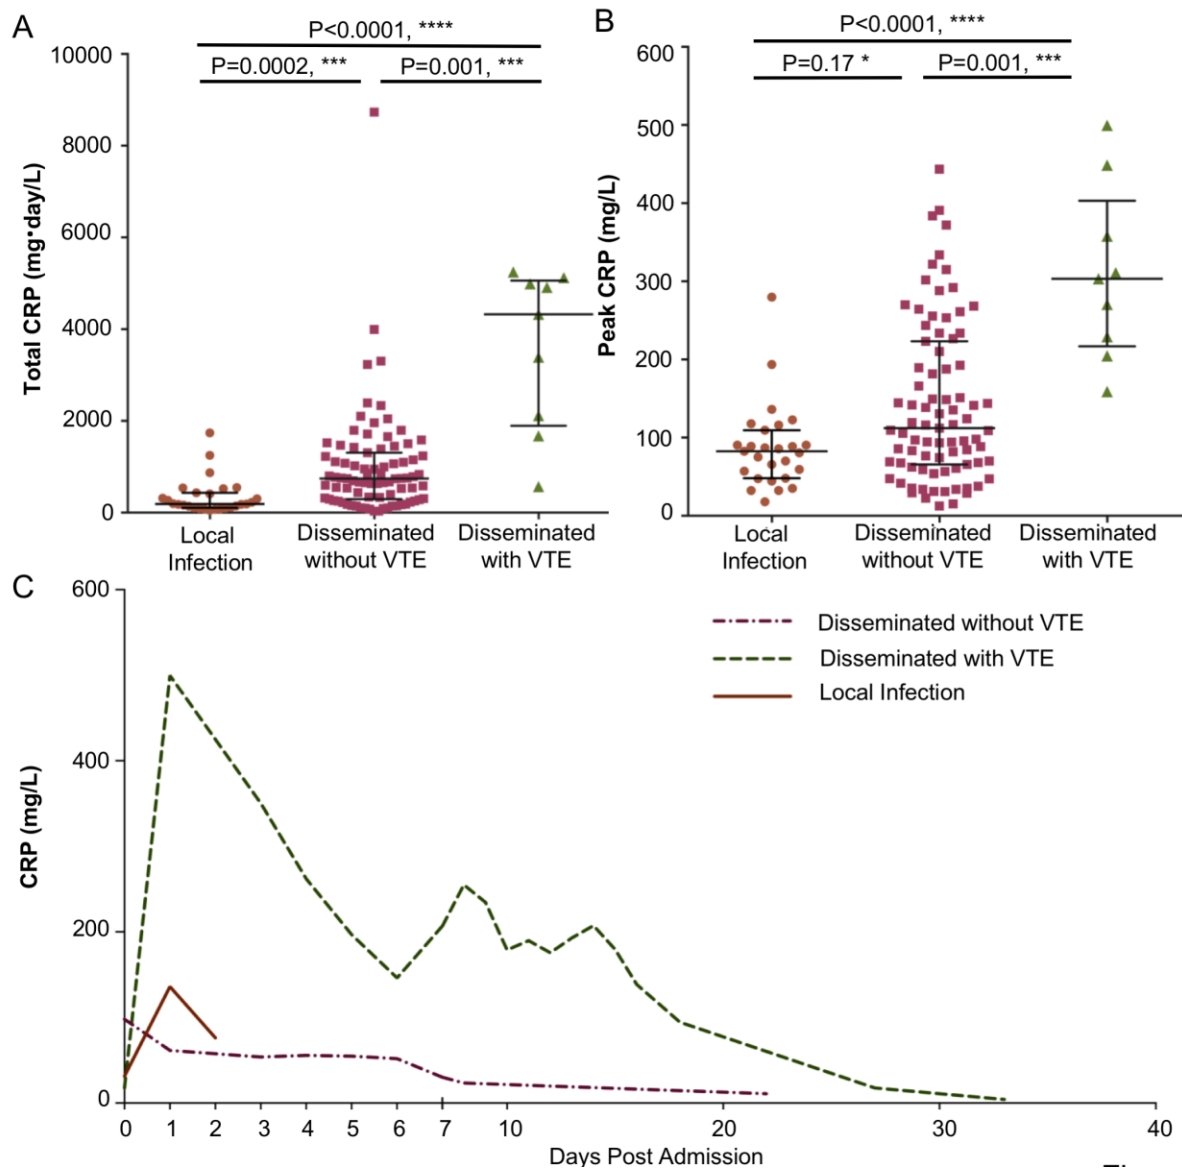 A
P<0.0001, ****
P=0.0002, ***
P=0.001, ***
10000
8000
6000
4000
2000
0
Total CRP (mg·day/L)
Local
Infection
Disseminated
without VTE
Disseminated
with VTE
B
P<0.0001, ****
P=0.17 *
P=0.001, ***
600
500
400
300
200
100
0
Peak CRP (mg/L)
Local
Infection
Disseminated
without VTE
Disseminated
with VTE
C
600
400
200
0
CRP (mg/L)
Disseminated without VTE
Disseminated with VTE
Local Infection
0 1 2 3 4 5 6 7 10 20 30 40
Days Post Admission